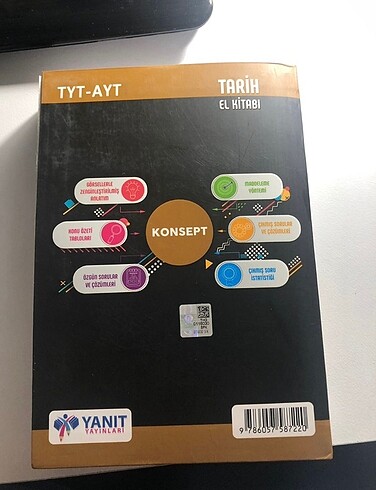 TYT-AYT
TARİH
EL KİTABI
GÖRSELLERLE
ZENGİNLEŞTİRİLMİŞ
ANLATIM
MADDELEME
YÖNTEMİ
KONU ÖZETİ
TABLOLARI
KONSEPT
ÇIKMIŞ SORULAR
VE ÇÖZÜMLERİ
ÖZGÜN SORULAR
VE ÇÖZÜMLERİ
ÇIKMIŞ SORU
İSTATİSTİĞİ
YANIT
YAYINLARI
9 786057 587220